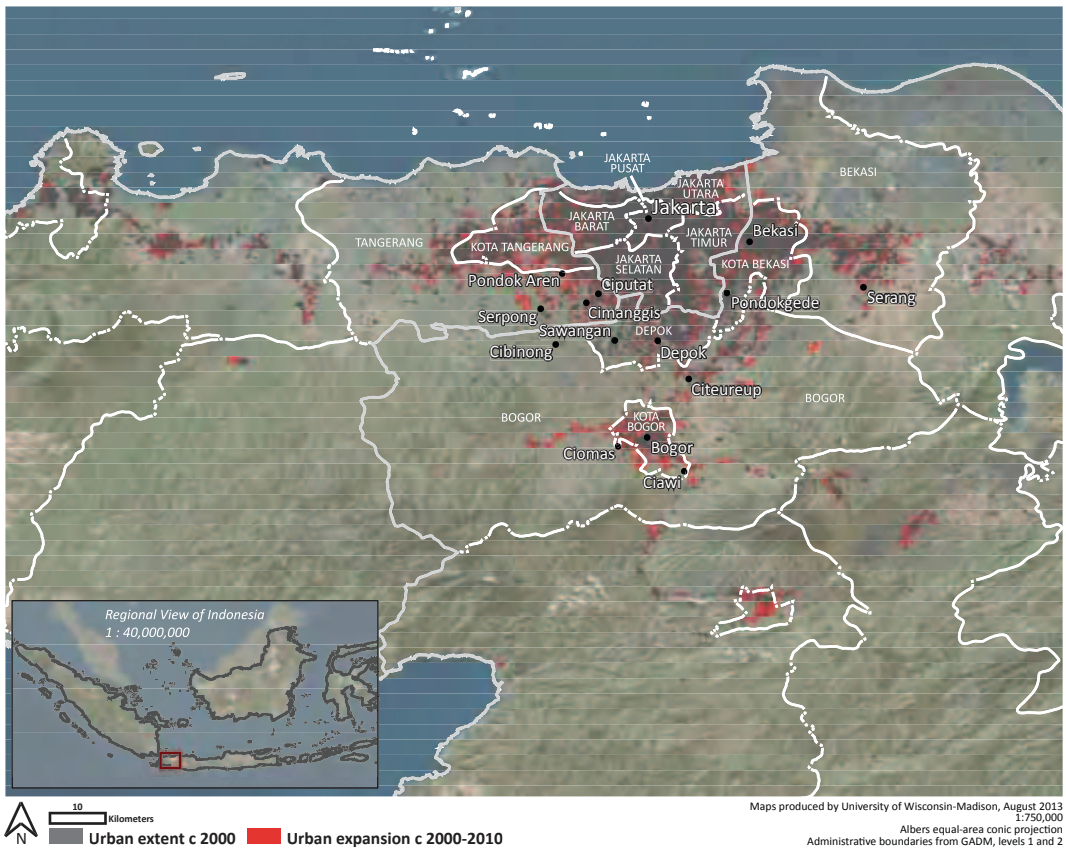 JAKARTA
PUSAT
BEKASI
JAKARTA
UTARA
Jakarta
JAKARTA
BARAT
JAKARTA
TIMUR
Bekasi
TANGERANG
KOTA TANGERANG
JAKARTA
SELATAN
KOTA BEKASI
Pondok Aren
Ciputat
Serang
Pondokgede
Serpong
Cimanggis
Sawangan
DEPOK
Cibinong
Depok
Citeureup
BOGOR
BOGOR
KOTA
BOGOR
Bogor
Ciomas
Ciawi
Regional View of Indonesia
1 : 40,000,000
N
10
Kilometers
Urban extent c 2000
Urban expansion c 2000-2010
Maps produced by University of Wisconsin-Madison, August 2013
1:750,000
Albers equal-area conic projection
Administrative boundaries from GADM, levels 1 and 2